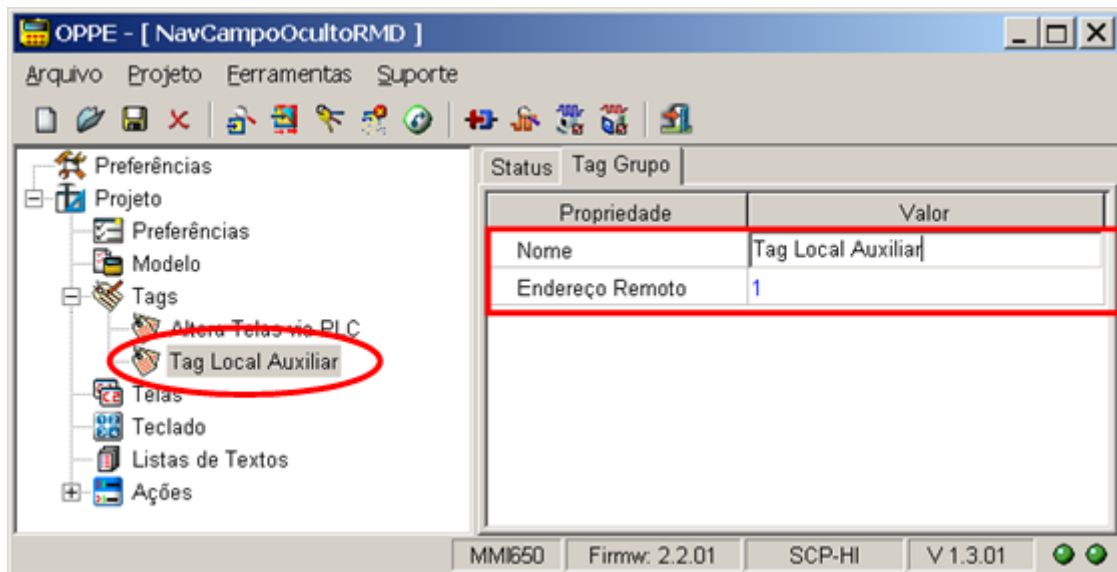 OPPE - [ NavCampoOcultoRMD ]
Arquivo Projeto Ferramentas Suporte
Preferências
Projeto
Preferências
Modelo
Tags
Altera Telas via PLC
Tag Local Auxiliar
Telas
Teclado
Listas de Textos
Ações
Status Tag Grupo
Propriedade Valor
Nome Tag Local Auxiliar
Endereço Remoto 1
MMI650 Firmw: 2.2.01 SCP-HI V 1.3.01